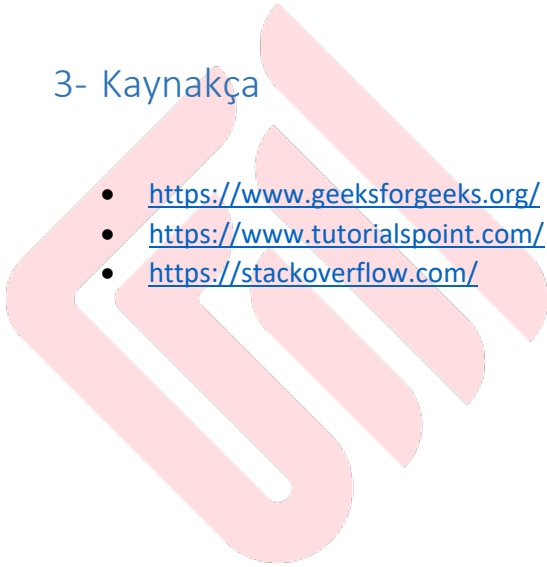 3- Kaynakça
• https://www.geeksforgeeks.org/
• https://www.tutorialspoint.com/
• https://stackoverflow.com/